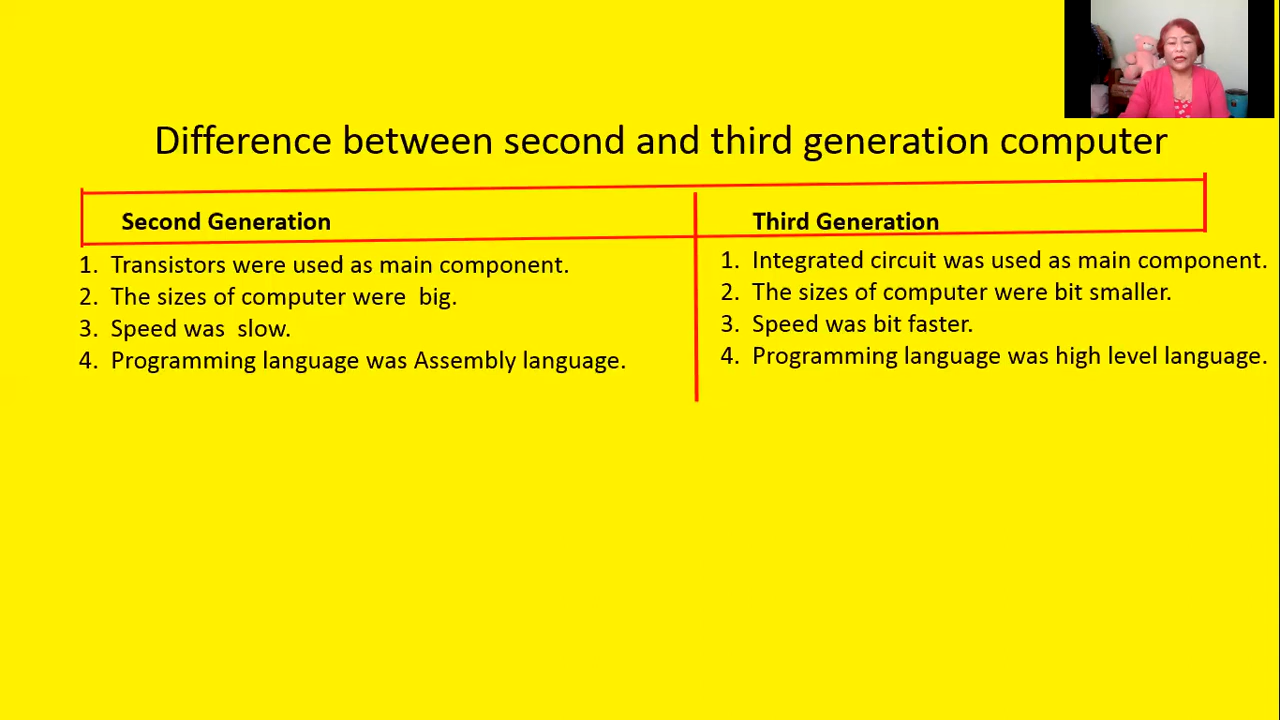 Difference between second and third generation computer
Second Generation
1. Transistors were used as main component.
2. The sizes of computer were  big.
3. Speed was  slow.
4. Programming language was Assembly language.
Third Generation
1. Integrated circuit was used as main component.
2. The sizes of computer were bit smaller.
3. Speed was bit faster.
4. Programming language was high level language.